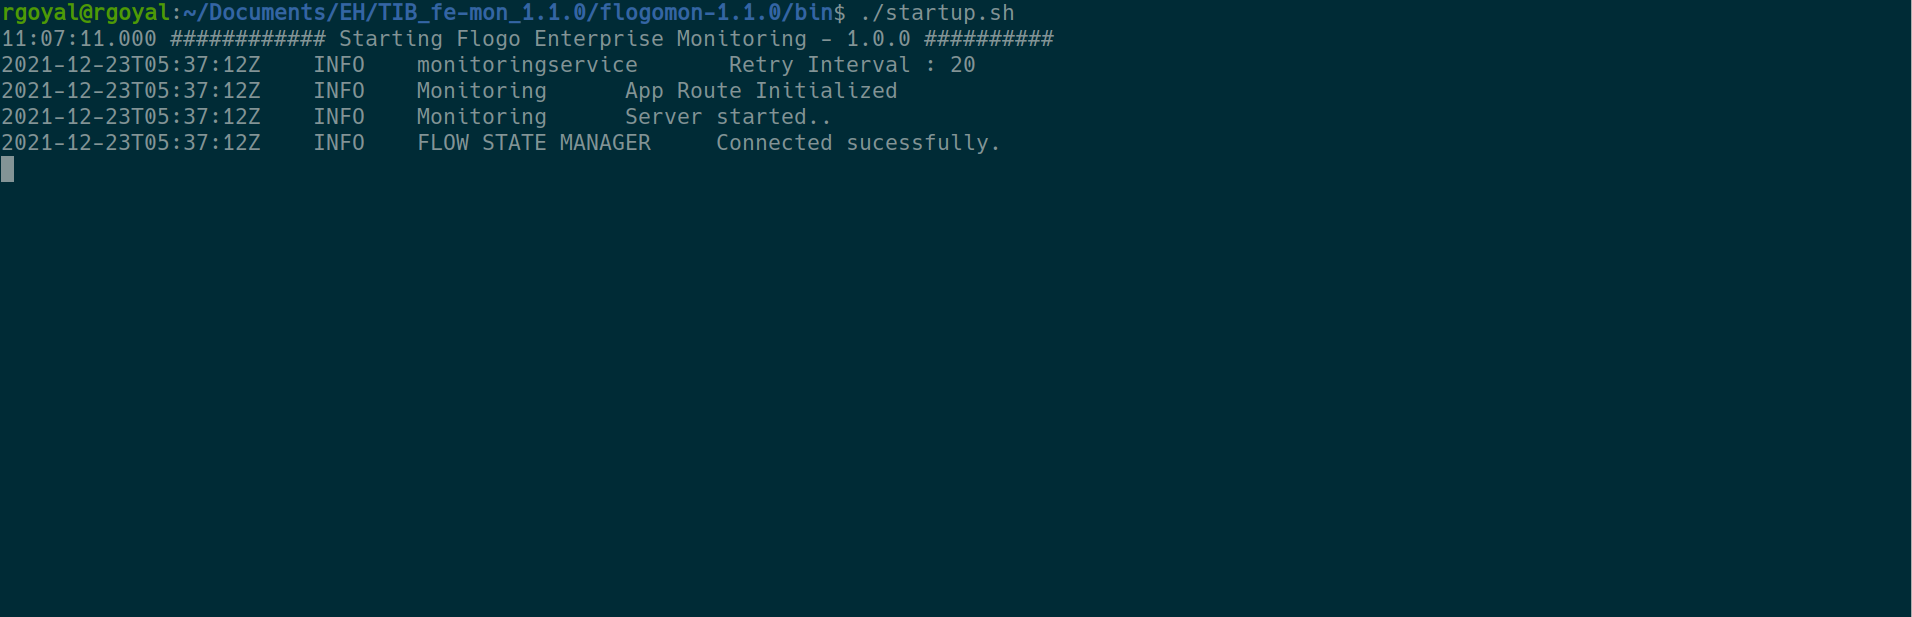 rgoyal@rgoyal:~/Documents/EH/TIB_fe-mon_1.1.0/flogomon-1.1.0/bin$ ./startup.sh
11:07:11.000 ############ Starting Flogo Enterprise Monitoring - 1.0.0 ##########
2021-12-23T05:37:12Z    INFO    monitoringservice       Retry Interval : 20
2021-12-23T05:37:12Z    INFO    Monitoring      App Route Initialized
2021-12-23T05:37:12Z    INFO    Monitoring      Server started..
2021-12-23T05:37:12Z    INFO    FLOW STATE MANAGER     Connected sucessfully.